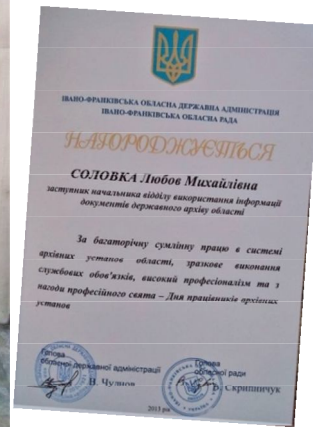 ІВАНО-ФРАНКІВСЬКА ОБЛАСНА ДЕРЖАВНА АДМІНІСТРАЦІЯ
ІВАНО-ФРАНКІВСЬКА ОБЛАСНА РАДА
НАГОРОДЖУЄТЬСЯ
СОЛОВКА Любов Михайлівна
заступник начальника відділу використання інформації
документів державного архіву області
За багаторічну сумлінну працю в системі
архівних установ області, зразкове виконання
службових обов'язків, високий професіоналізм та з
нагоди професійного свята – Дня працівників архівних
установ
Голова
обласної державної адміністрації
Голова
обласної ради
В. Чуднов
В. Скрипничук
2013 рік